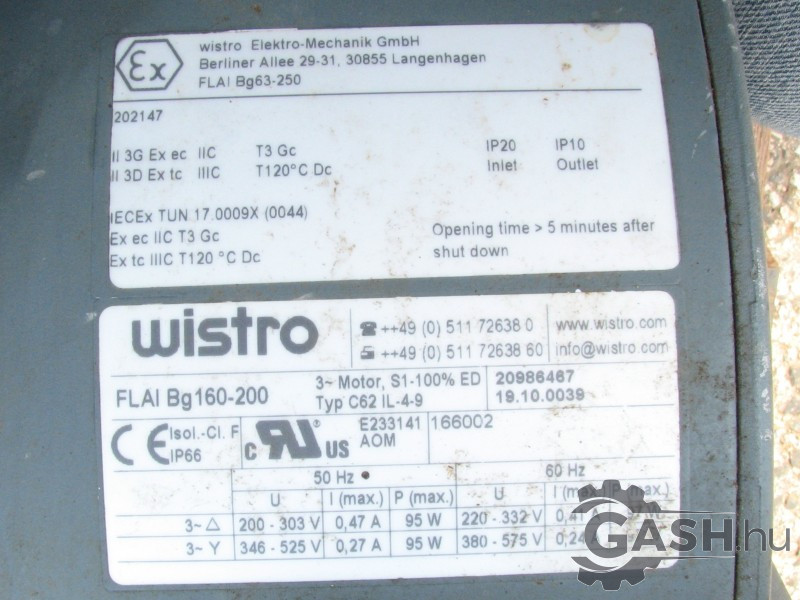 Ex
wistro Elektro-Mechanik GmbH
Berliner Allee 29-31, 30855 Langenhagen
FLAI Bg63-250
202147
II 3G Ex ec IIC T3 Gc IP20 IP10
II 3D Ex tc IIIC T120°C Dc Inlet Outlet
IECEx TUN 17.0009X (0044)
Ex ec IIC T3 Gc
Ex tc IIIC T120 °C Dc
Opening time > 5 minutes after
shut down
wistro
++49 (0) 511 72638 0 www.wistro.com
++49 (0) 511 72638 60 info@wistro.com
FLAI Bg160-200
3~ Motor, S1-100% ED 20986467
Typ C62 IL-4-9 19.10.0039
CE Isol.-Cl. F
IP66
c RU us
E233141
AOM
166002
50 Hz 60 Hz
U I (max.) P (max.) U I (max.)
3~ △ 200 - 303 V 0,47 A 95 W 220 - 332 V
3~ Y 346 - 525 V 0,27 A 95 W 380 - 575 V
GASH.hu